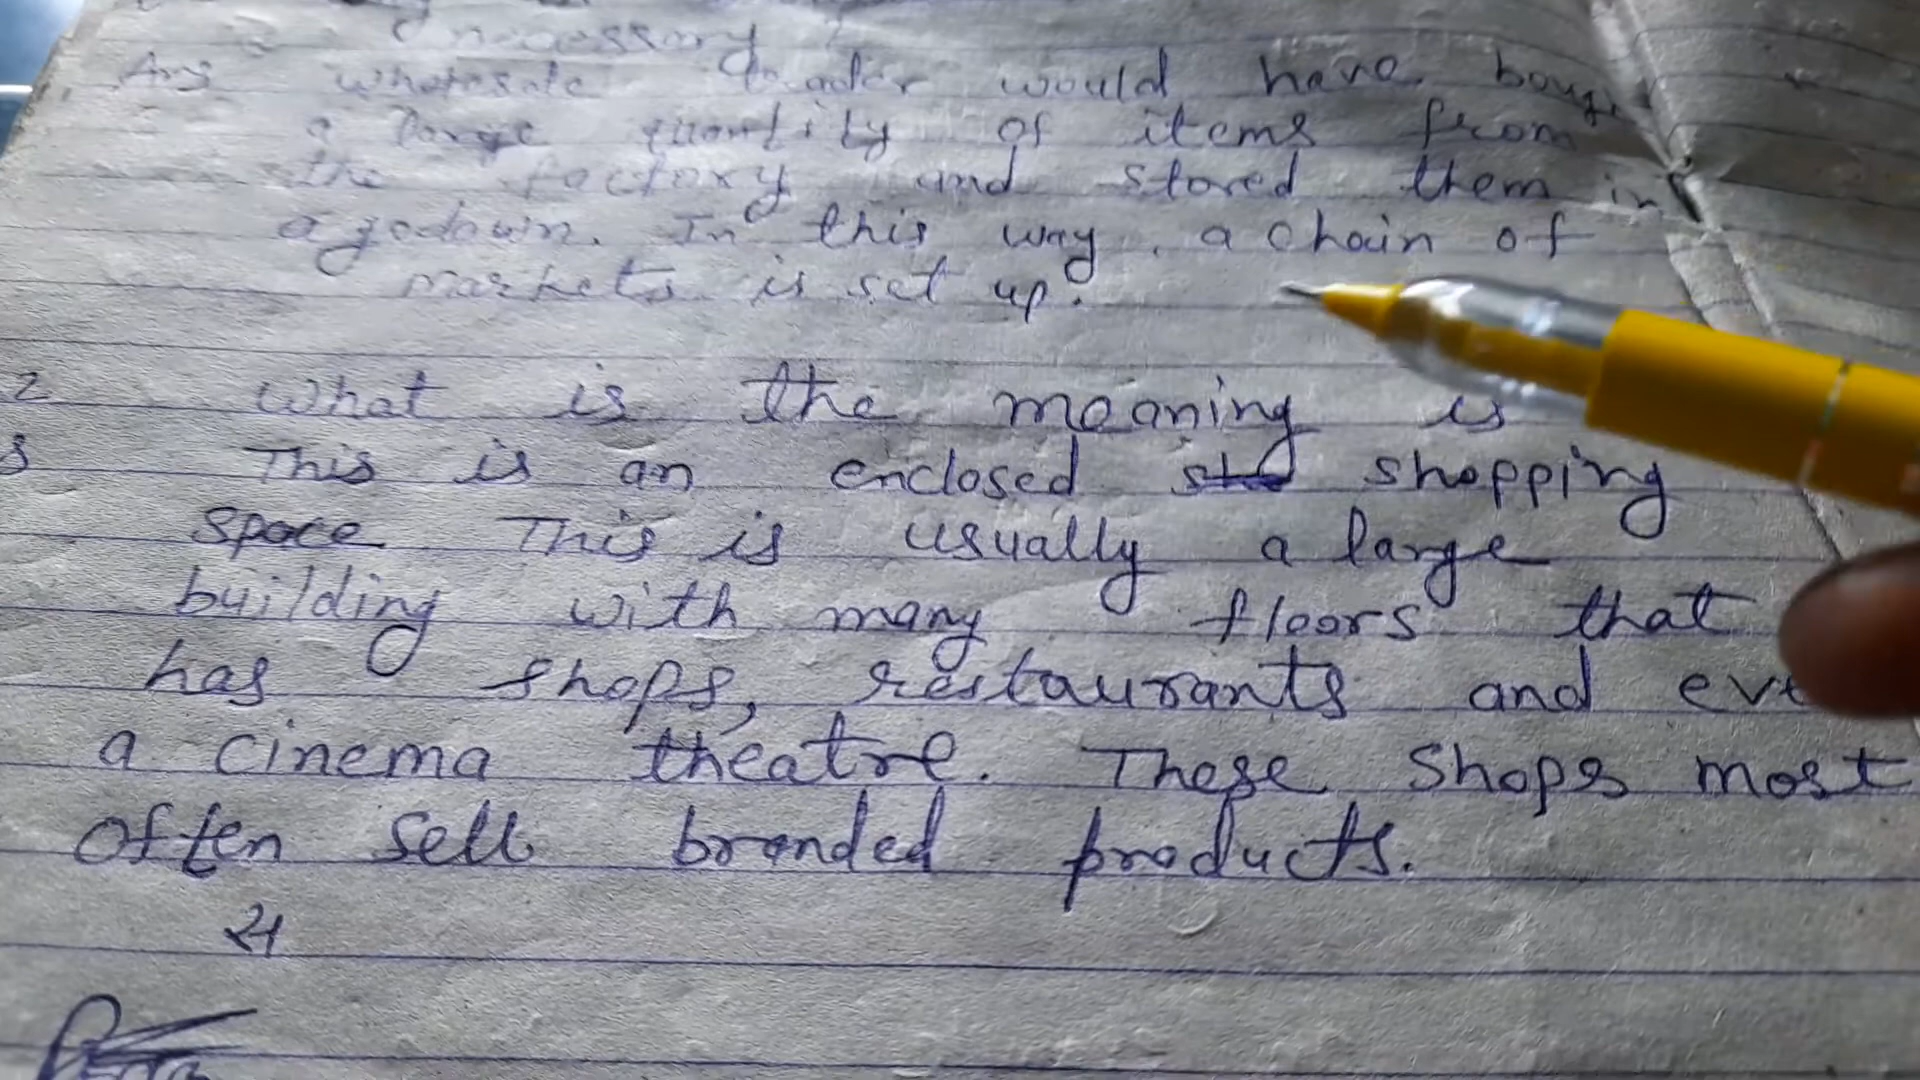 necessary?
Ans wholesale trader would have
a large quantity of items from
the factory and stored them in
a godown. In this way, a chain of
markets is set up.
2 What is the meaning is
s This is an enclosed shopping
space This is usually a large
building with many floors that
has shops, restaurants and eve
a cinema theatre. These shops most
often sell branded products.